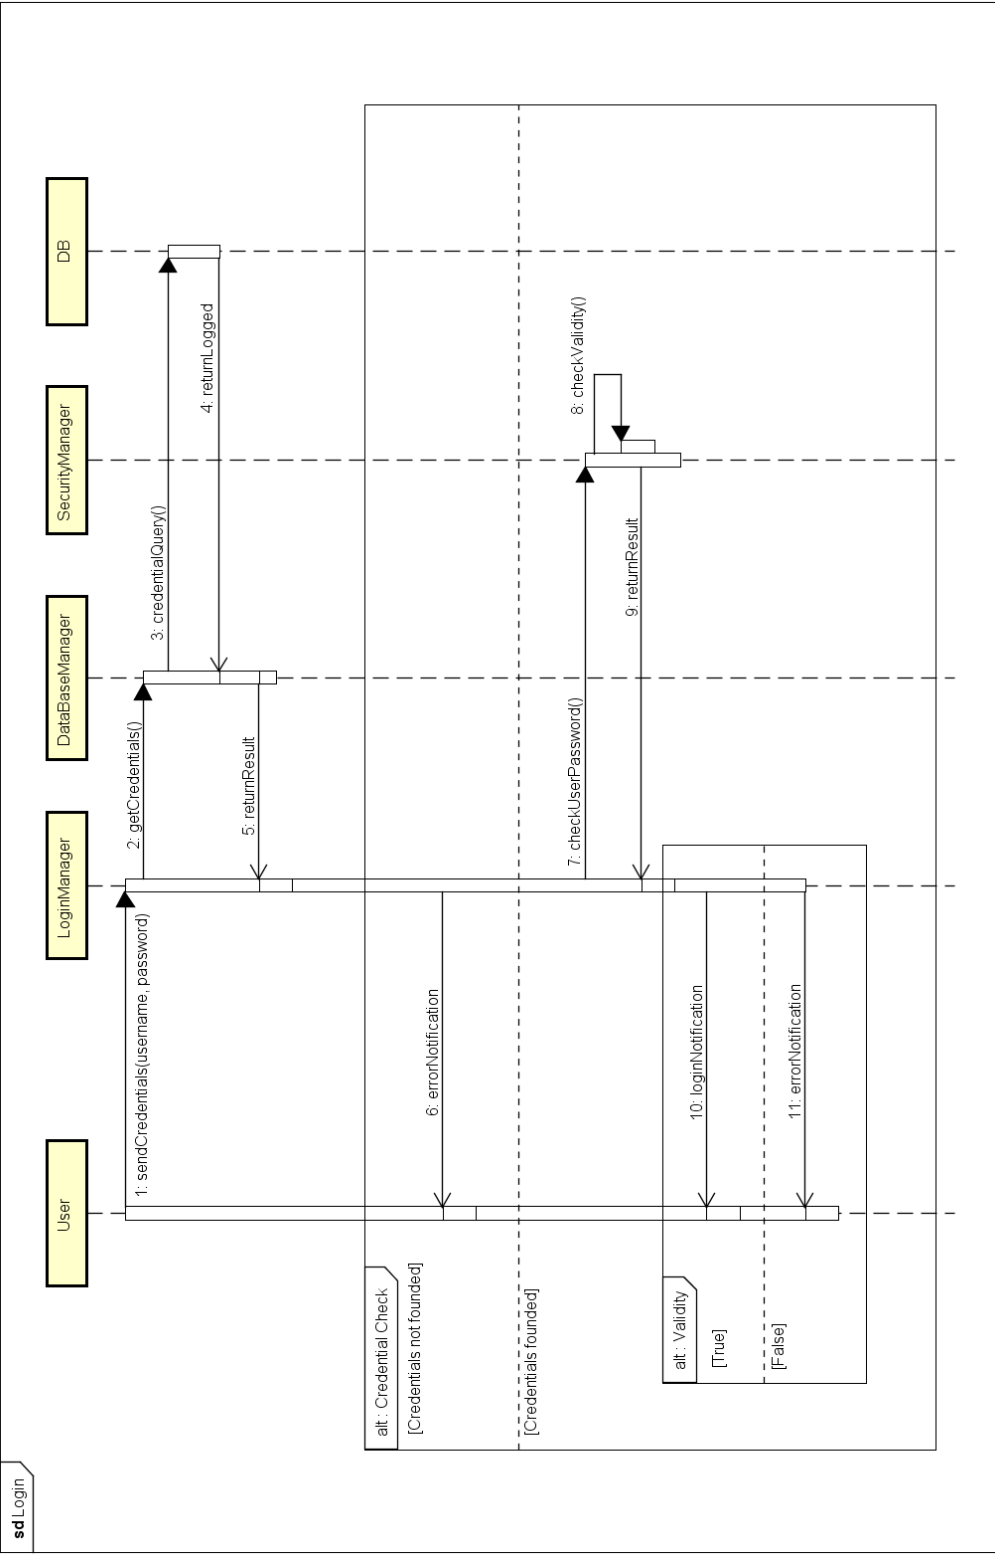 sd Login
User
LoginManager
DataBaseManager
SecurityManager
DB
1: sendCredentials(username, password)
2: getCredentials()
3: credentialQuery()
4: returnLogged
5: returnResult
alt : Credential Check
[Credentials not founded]
6: errorNotification
[Credentials founded]
7: checkUserPassword()
8: checkValidity()
9: returnResult
alt : Validity
[True]
10: loginNotification
[False]
11: errorNotification